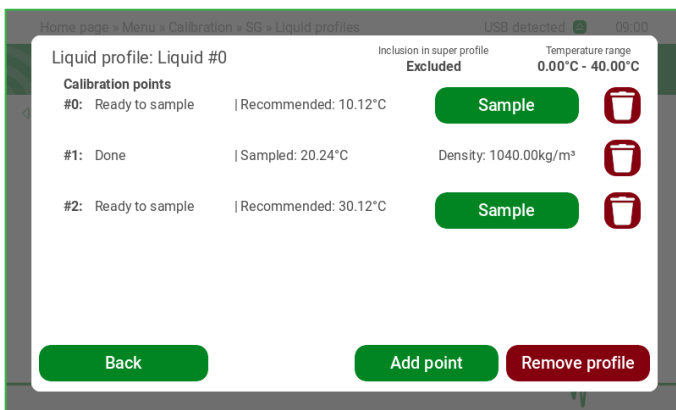 Home page » Menu » Calibration » SG » Liquid profiles USB detected 09:00
Liquid profile: Liquid #0
Inclusion in super profile
Excluded
Temperature range
0.00°C - 40.00°C
Calibration points
#0: Ready to sample | Recommended: 10.12°C Sample
#1: Done | Sampled: 20.24°C Density: 1040.00kg/m³
#2: Ready to sample | Recommended: 30.12°C Sample
Back Add point Remove profile